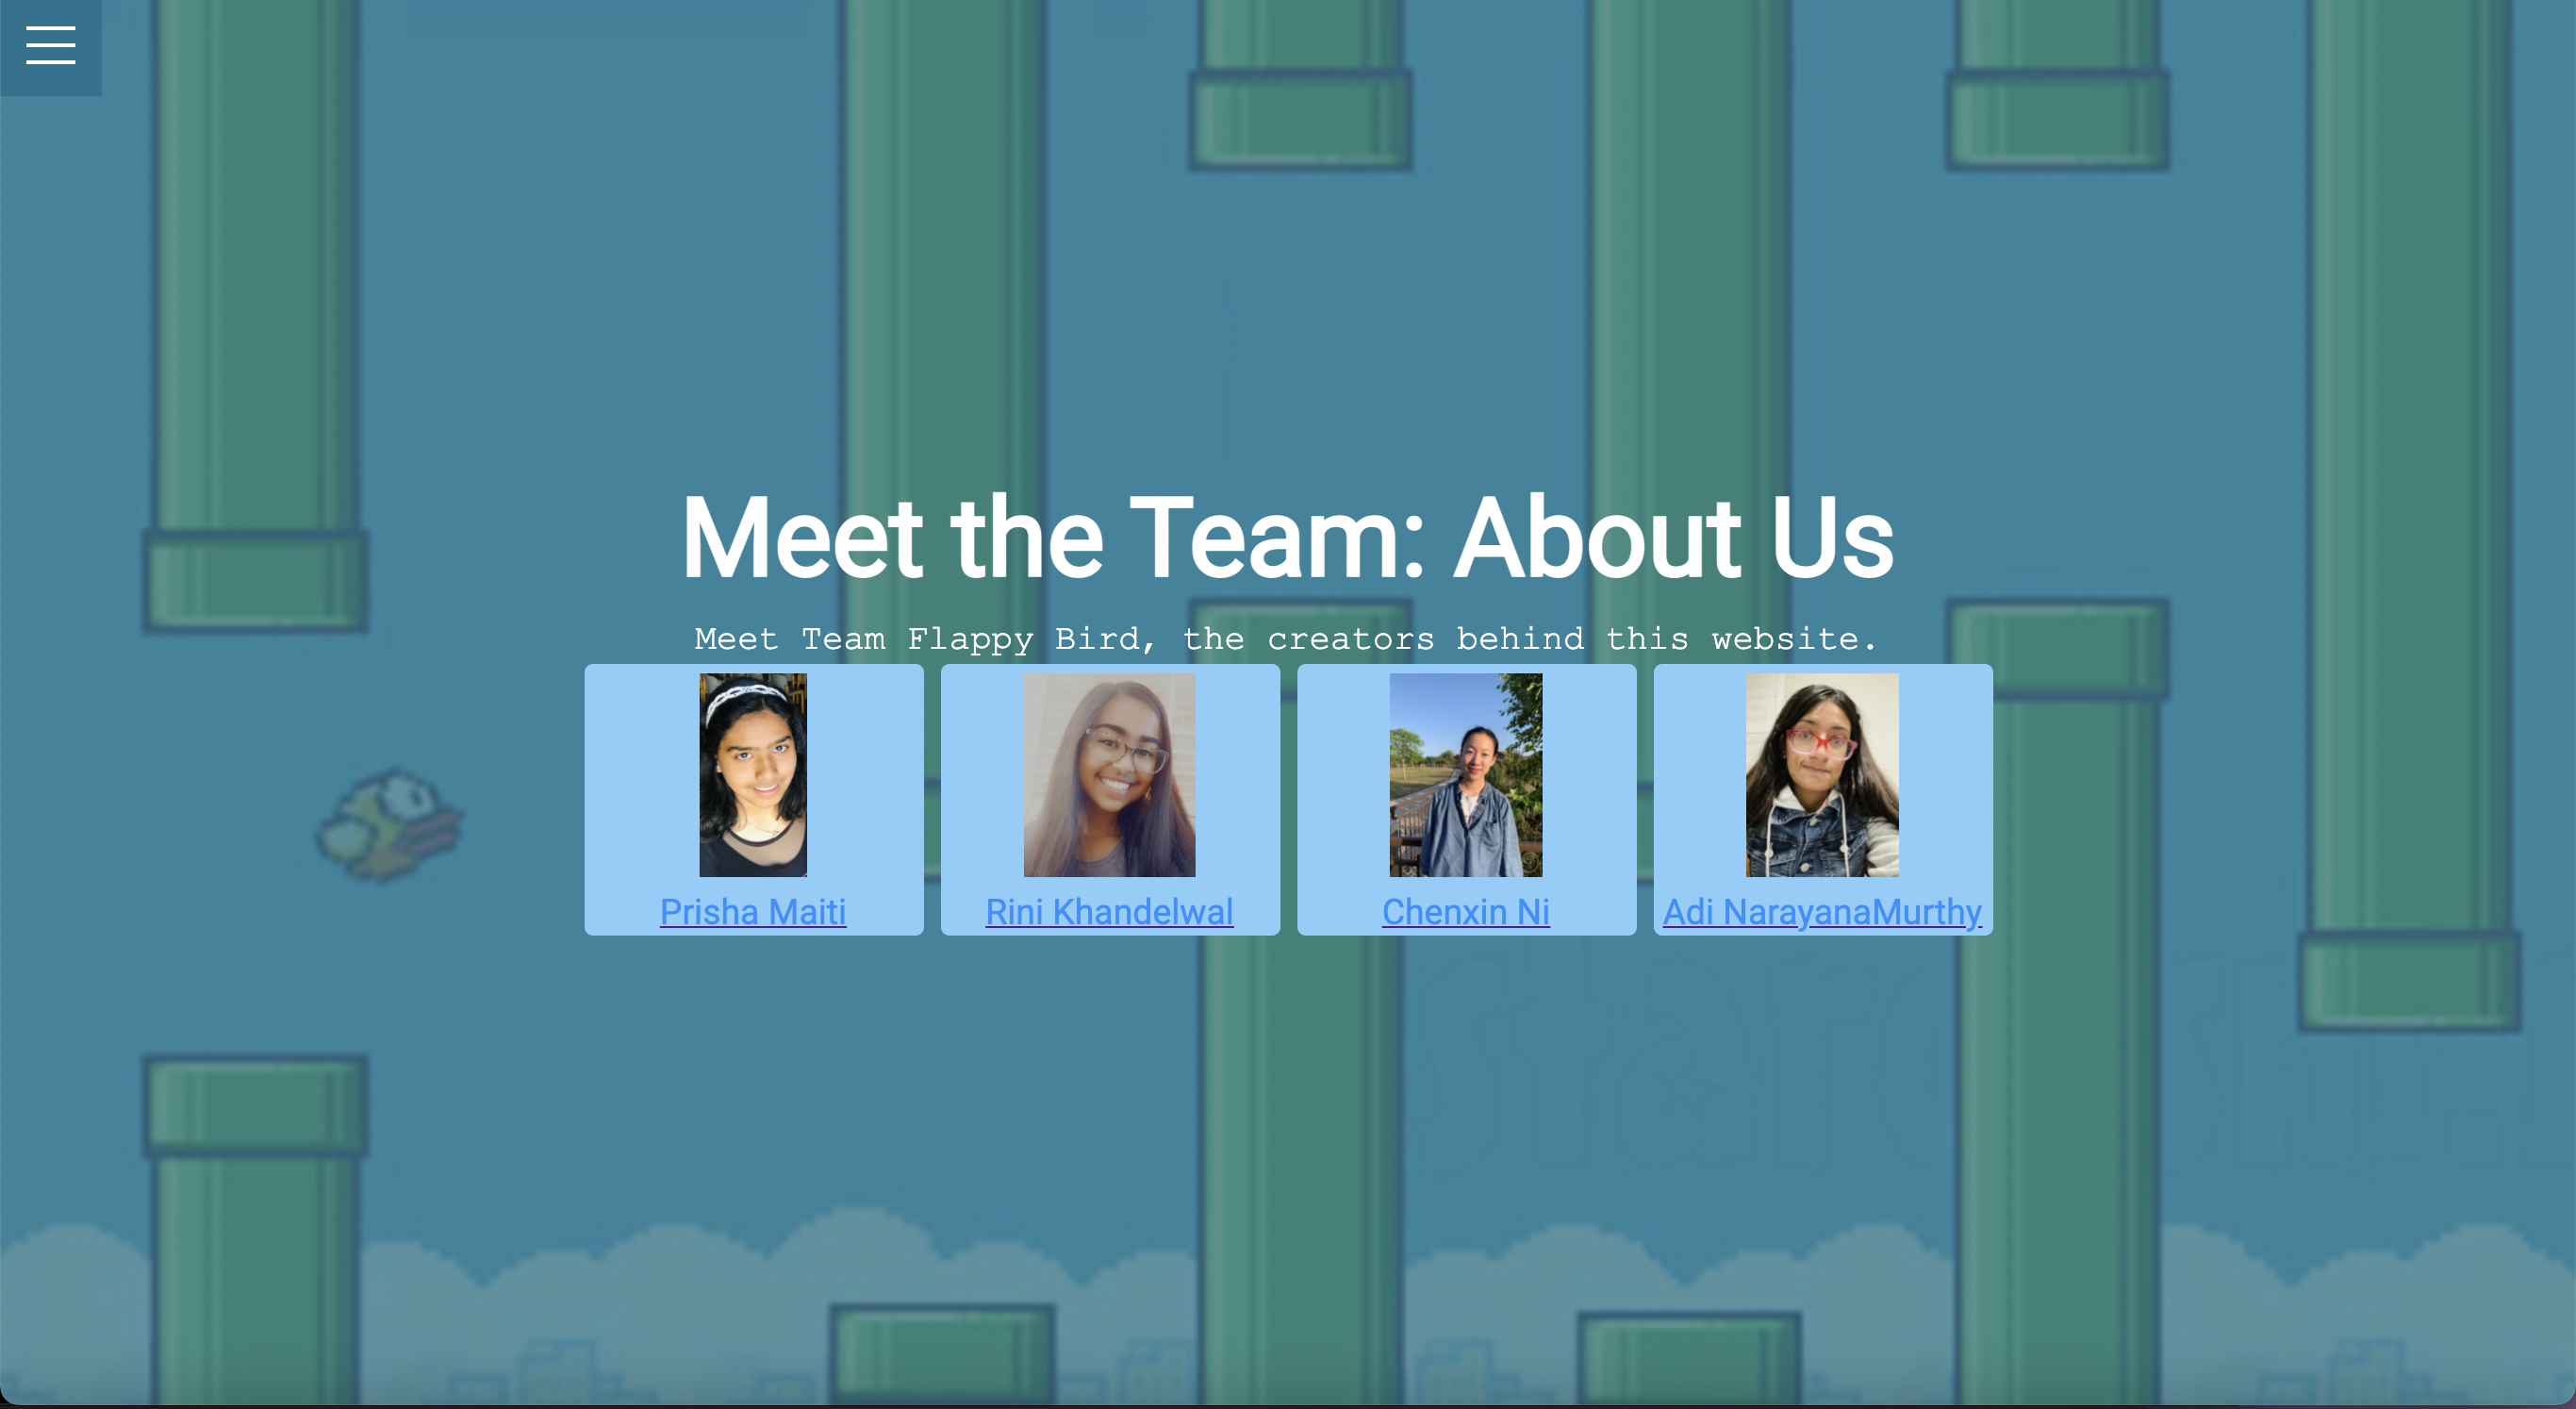 Meet the Team: About Us
Meet Team Flappy Bird, the creators behind this website.
Prisha Maiti
Rini Khandelwal
Chenxin Ni
Adi NarayanaMurthy